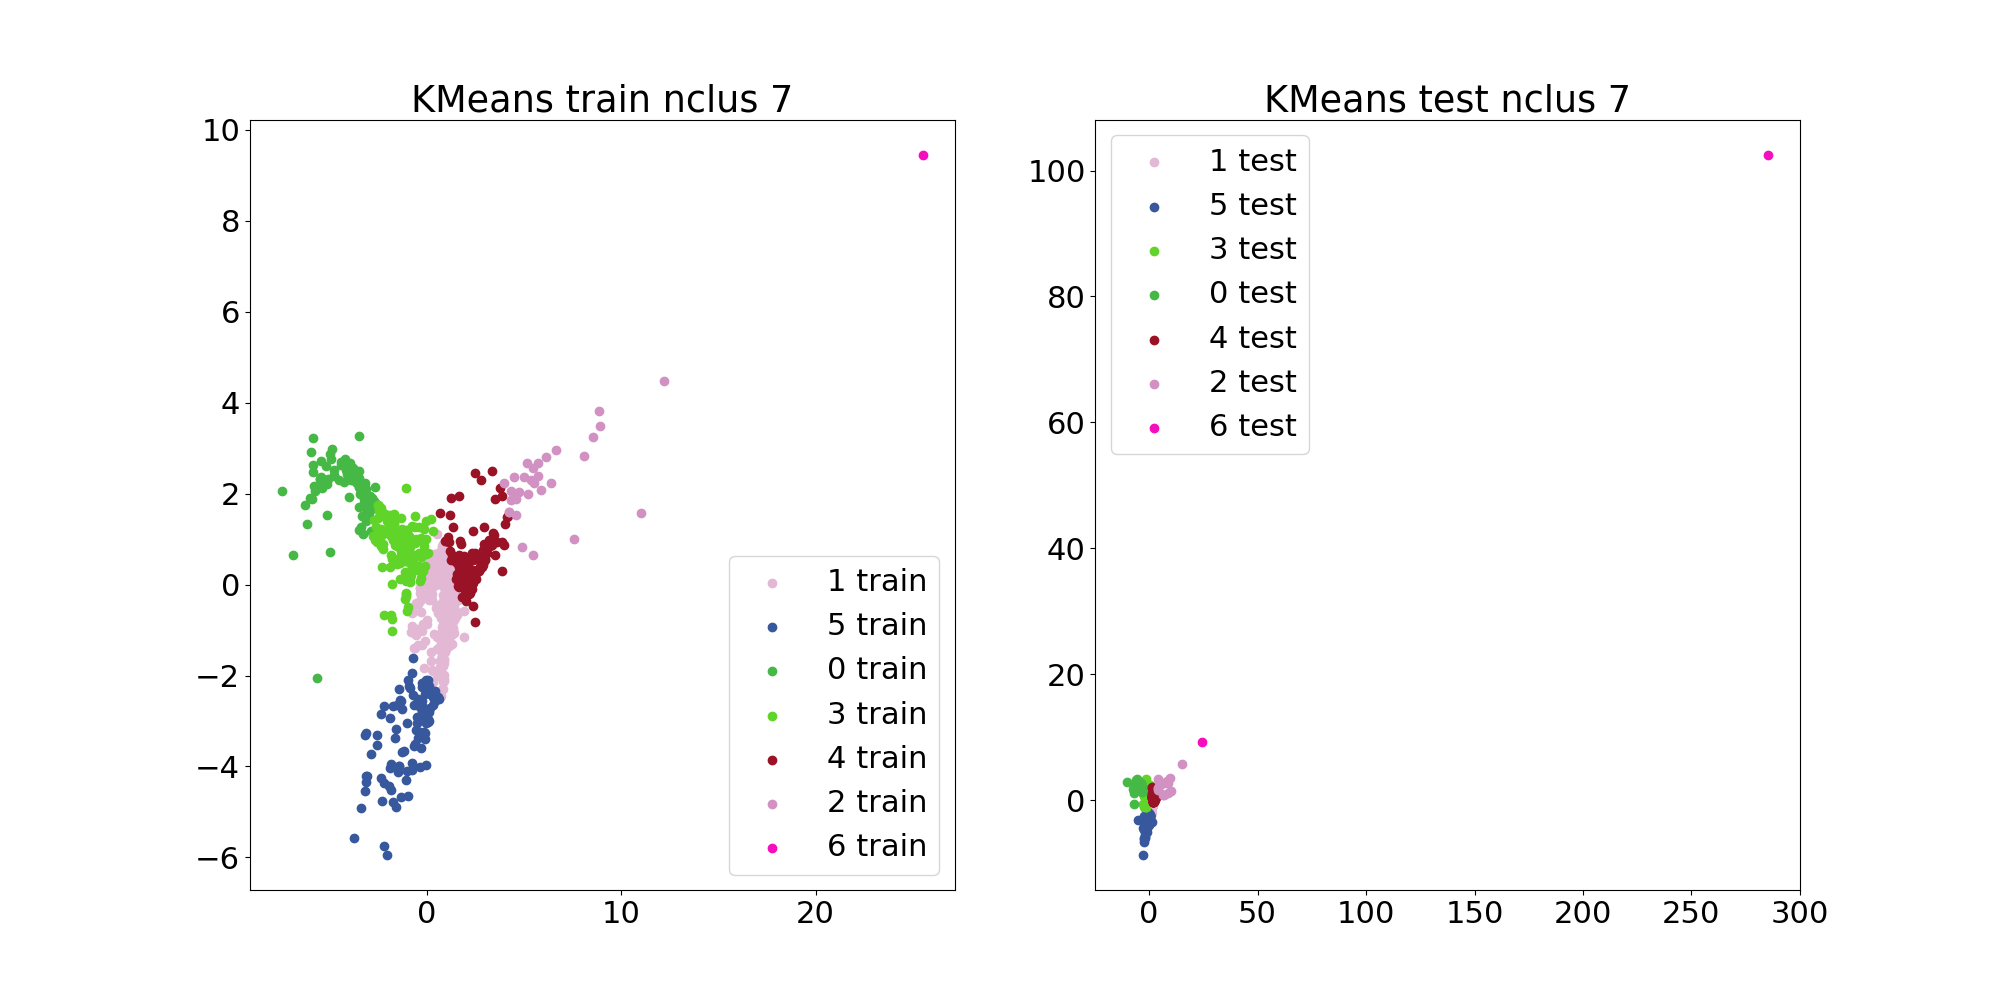 KMeans train nclus 7
10
8
6
4
2
0
−2
−4
−6
0
10
20
1 train
5 train
0 train
3 train
4 train
2 train
6 train
KMeans test nclus 7
100
80
60
40
20
0
0
50
100
150
200
250
300
1 test
5 test
3 test
0 test
4 test
2 test
6 test